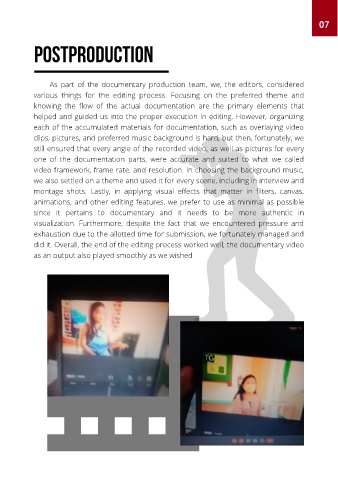 07
POSTPRODUCTION
As part of the documentary production team, we, the editors, considered
various things for the editing process. Focusing on the preferred theme and
knowing the flow of the actual documentation are the primary elements that
helped and guided us into the proper execution in editing. However, organizing
each of the accumulated materials for documentation, such as overlaying video
clips, pictures, and preferred music background is hard, but then, fortunately, we
still ensured that every angle of the recorded video, as well as pictures for every
one of the documentation parts, were accurate and suited to what we called
video framework, frame rate, and resolution. In choosing the background music,
we also settled on a theme and used it for every scene, including in interview and
montage shots. Lastly, in applying visual effects that matter in filters, canvas,
animations, and other editing features, we prefer to use as minimal as possible
since it pertains to documentary and it needs to be more authentic in
visualization. Furthermore, despite the fact that we encountered pressure and
exhaustion due to the allotted time for submission, we fortunately managed and
did it. Overall, the end of the editing process worked well, the documentary video
as an output also played smoothly as we wished